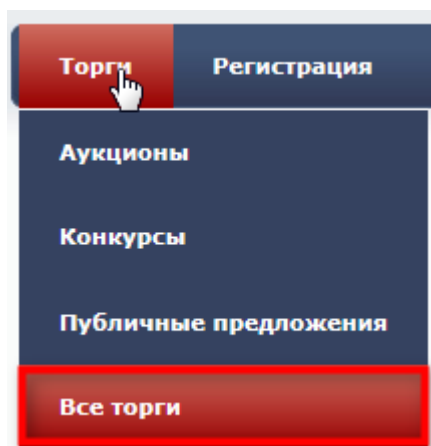 Торги Регистрация
Аукционы
Конкурсы
Публичные предложения
Все торги